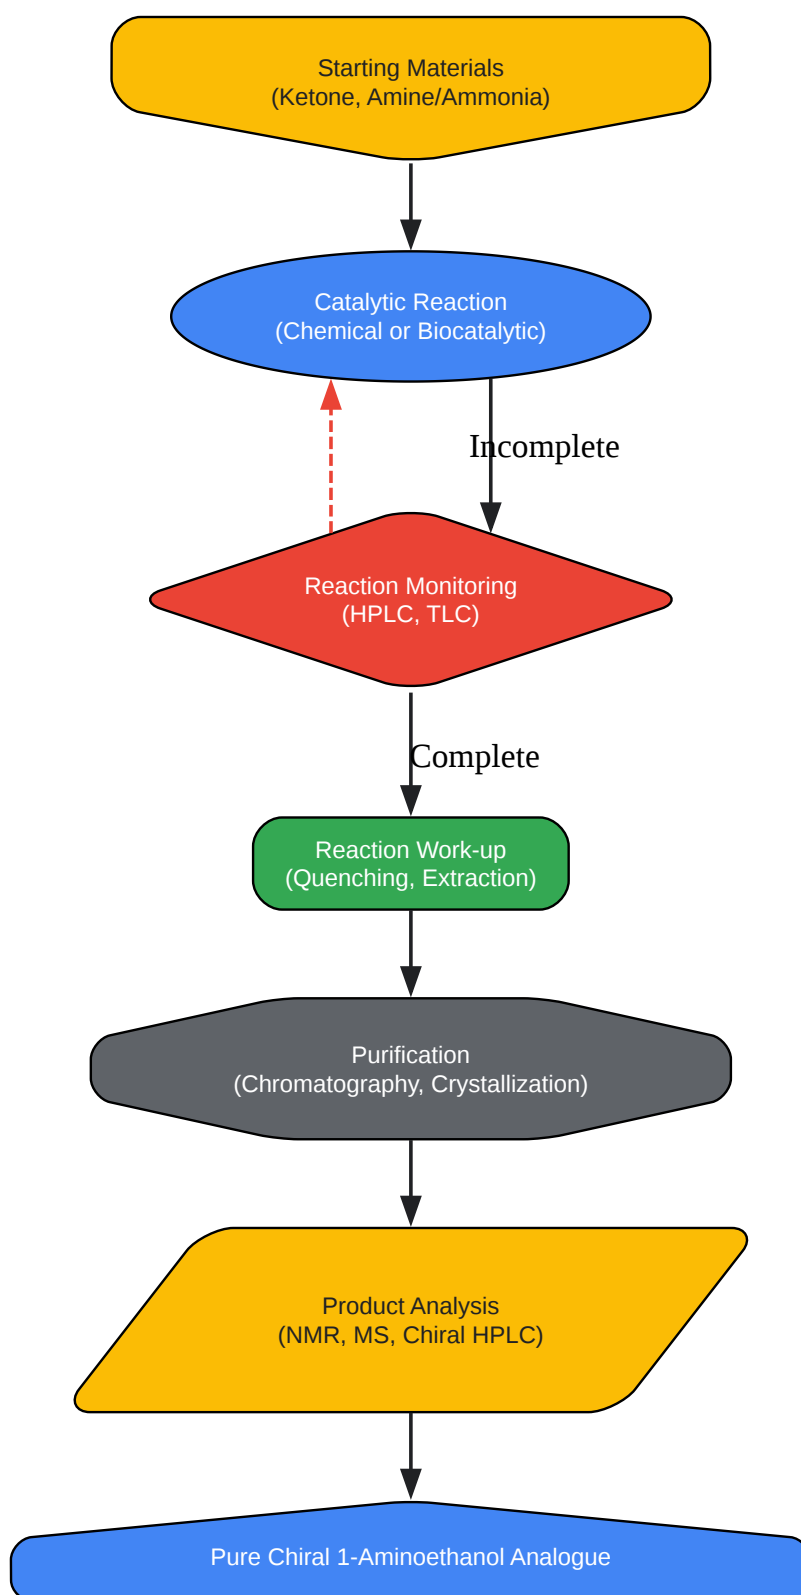 Starting Materials
(Ketone, Amine/Ammonia)
Catalytic Reaction
(Chemical or Biocatalytic)
Incomplete
Reaction Monitoring
(HPLC, TLC)
Complete
Reaction Work-up
(Quenching, Extraction)
Purification
(Chromatography, Crystallization)
Product Analysis
(NMR, MS, Chiral HPLC)
Pure Chiral 1-Aminoethanol Analogue